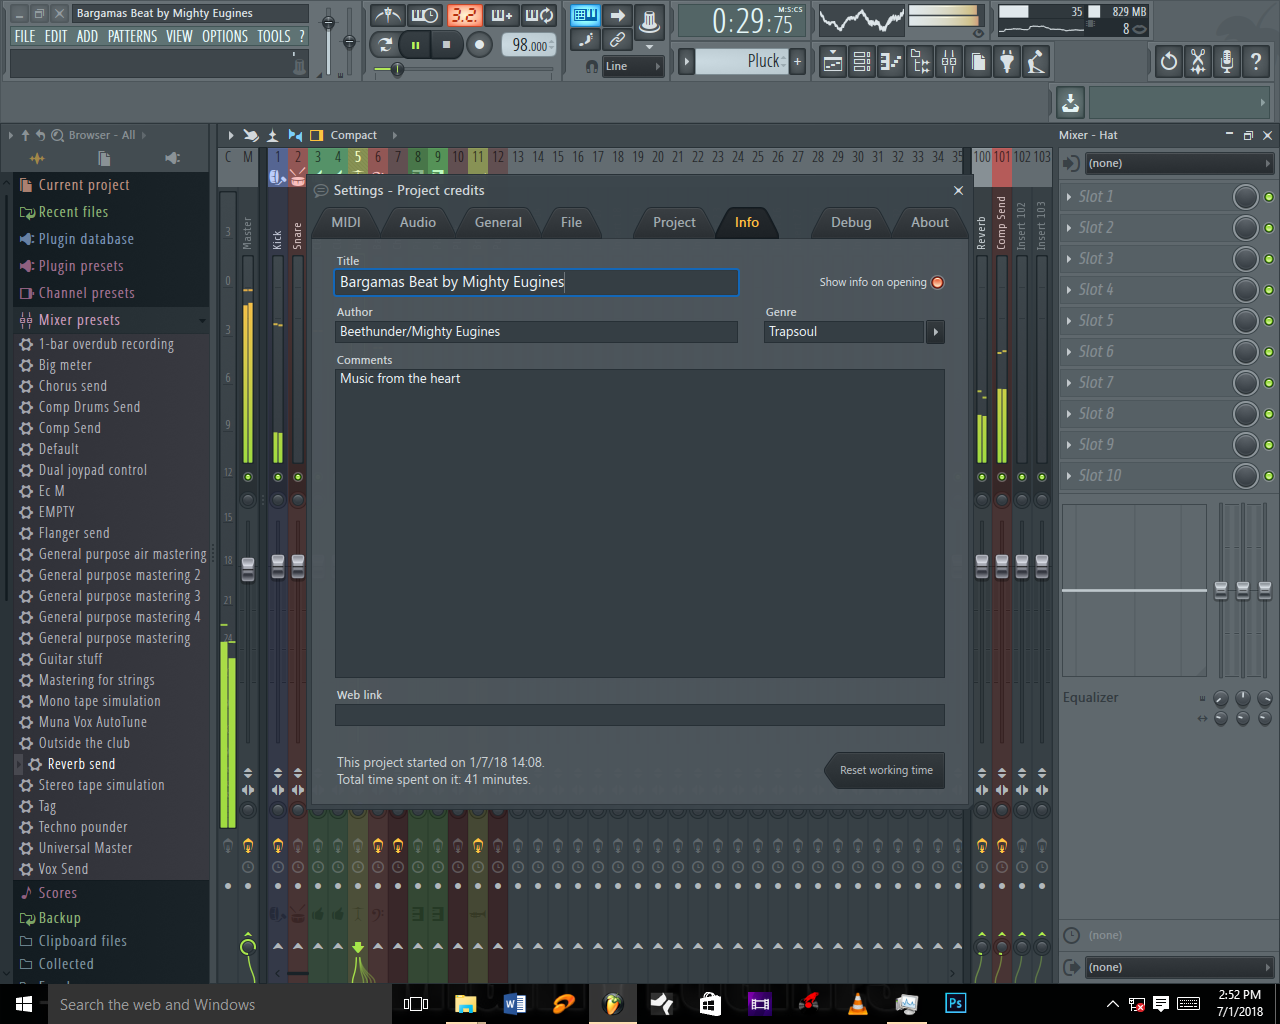 Bargamas Beat by Mighty Eugines
FILE EDIT ADD PATTERNS VIEW OPTIONS TOOLS ?
3.2.
98.000
Line
0:29:75
M:S:CS
Pluck
35
829 MB
8
Browser - All
Current project
Recent files
Plugin database
Plugin presets
Channel presets
Mixer presets
1-bar overdub recording
Big meter
Chorus send
Comp Drums Send
Comp Send
Default
Dual joypad control
Ec M
EMPTY
Flanger send
General purpose air mastering
General purpose mastering 2
General purpose mastering 3
General purpose mastering 4
General purpose mastering
Guitar stuff
Mastering for strings
Mono tape simulation
Muna Vox AutoTune
Outside the club
Reverb send
Stereo tape simulation
Tag
Techno pounder
Universal Master
Vox Send
Scores
Backup
Clipboard files
Collected
Compact
C M 1 2 3 4 5 6 7 8 9 10 11 12 13 14 15 16 17 18 19 20 21 22 23 24 25 26 27 28 29 30 31 32 33 34 35 100 101 102 103
3
0
3
6
9
12
15
18
21
24
Master
Kick
Snare
Reverb
Comp Send
Insert 102
Insert 103
Settings - Project credits
MIDI Audio General File Project Info Debug About
Title
Bargamas Beat by Mighty Eugines
Show info on opening
Author
Beethunder/Mighty Eugines
Genre
Trapsoul
Comments
Music from the heart
Web link
This project started on 1/7/18 14:08.
Total time spent on it: 41 minutes.
Reset working time
Mixer - Hat
(none)
Slot 1
Slot 2
Slot 3
Slot 4
Slot 5
Slot 6
Slot 7
Slot 8
Slot 9
Slot 10
Equalizer
(none)
(none)
Search the web and Windows
2:52 PM
7/1/2018